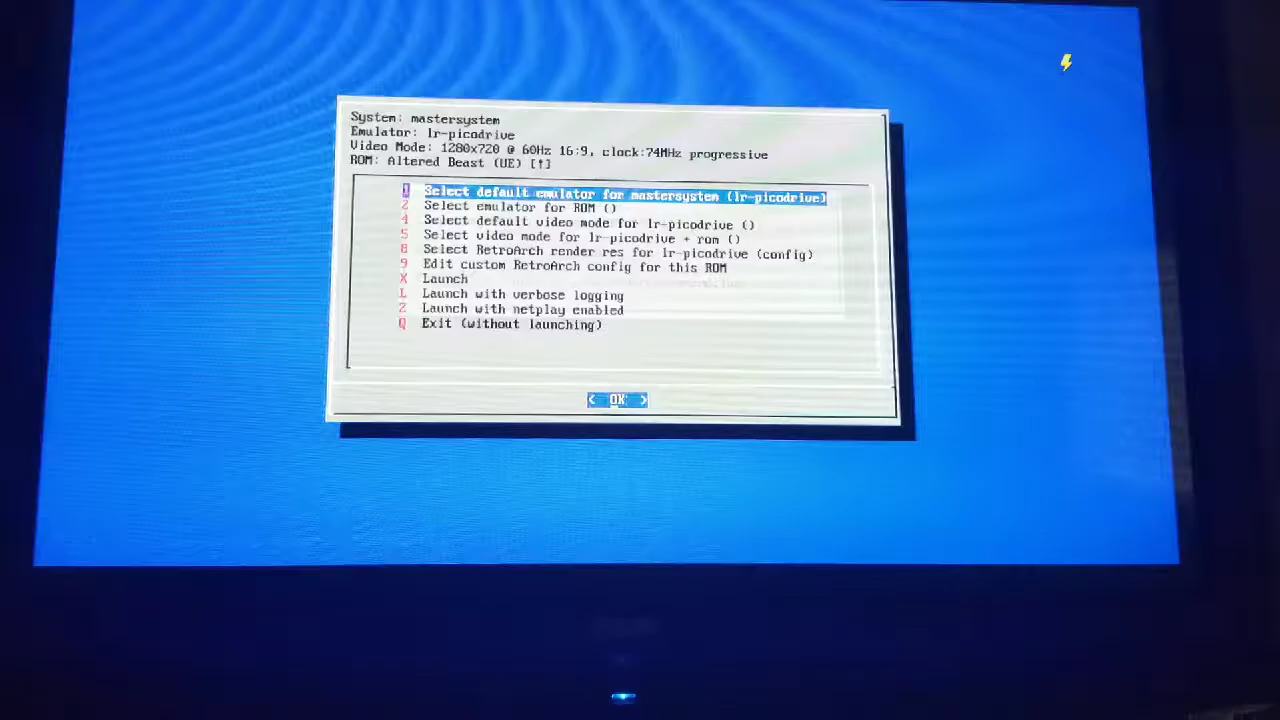 System: mastersystem
Emulator: lr-picodrive
Video Mode: 1280x720 @ 60Hz 16:9, clock:74MHz progressive
ROM: Altered Beast (UE) [!]
1 Select default emulator for mastersystem (lr-picodrive)
2 Select emulator for ROM ()
4 Select default video mode for lr-picodrive ()
5 Select video mode for lr-picodrive + rom ()
8 Select RetroArch render res for lr-picodrive (config)
9 Edit custom RetroArch config for this ROM
X Launch
L Launch with verbose logging
Z Launch with netplay enabled
Q Exit (without launching)
< OK >